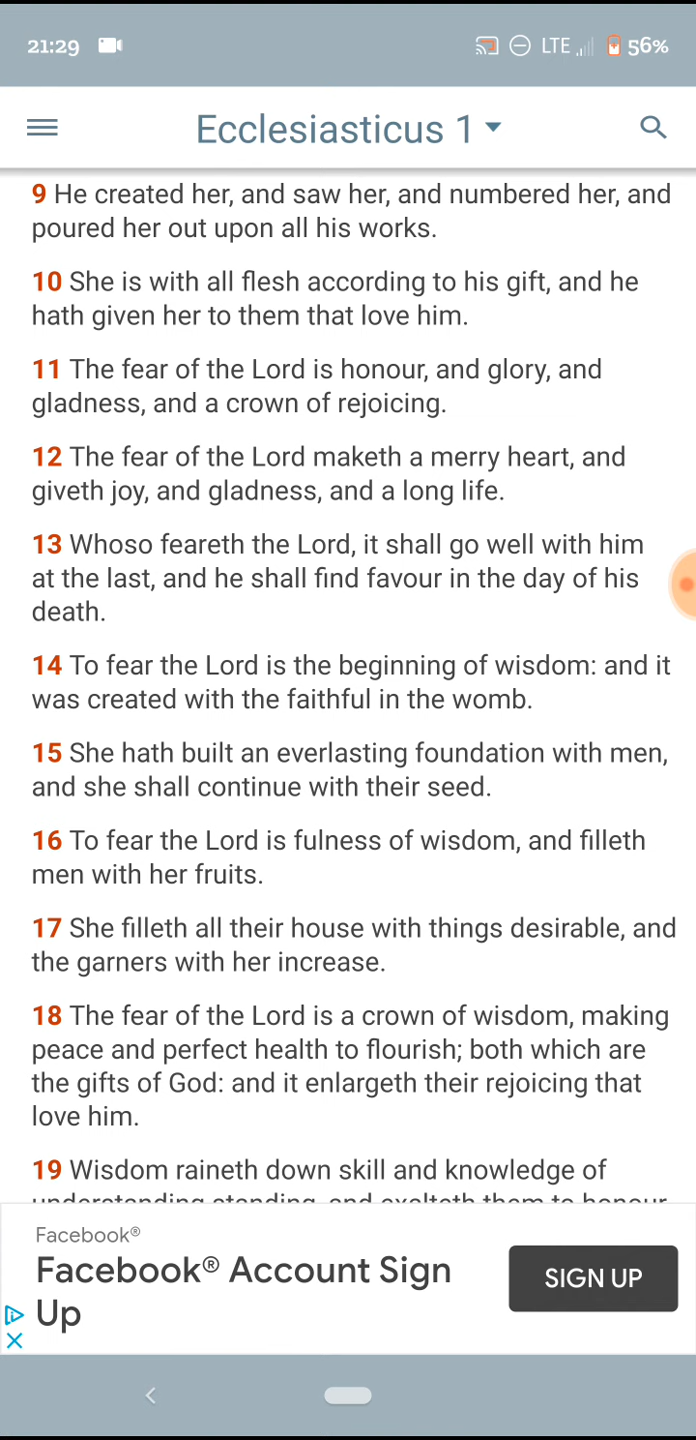 21:29 LTE 56%
Ecclesiasticus 1
9 He created her, and saw her, and numbered her, and
poured her out upon all his works.
10 She is with all flesh according to his gift, and he
hath given her to them that love him.
11 The fear of the Lord is honour, and glory, and
gladness, and a crown of rejoicing.
12 The fear of the Lord maketh a merry heart, and
giveth joy, and gladness, and a long life.
13 Whoso feareth the Lord, it shall go well with him
at the last, and he shall find favour in the day of his
death.
14 To fear the Lord is the beginning of wisdom: and it
was created with the faithful in the womb.
15 She hath built an everlasting foundation with men,
and she shall continue with their seed.
16 To fear the Lord is fulness of wisdom, and filleth
men with her fruits.
17 She filleth all their house with things desirable, and
the garners with her increase.
18 The fear of the Lord is a crown of wisdom, making
peace and perfect health to flourish; both which are
the gifts of God: and it enlargeth their rejoicing that
love him.
19 Wisdom raineth down skill and knowledge of
Facebook®
Facebook® Account Sign
Up
SIGN UP